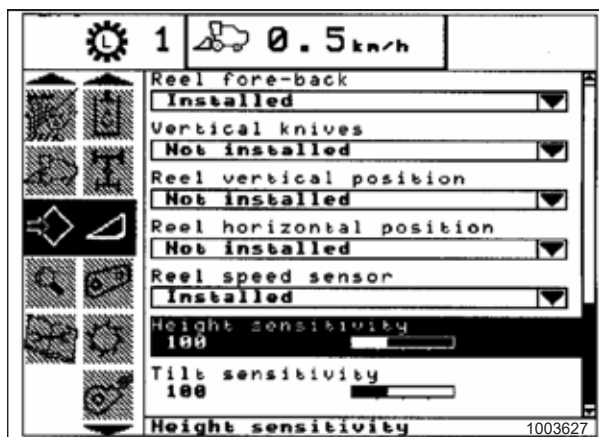 L 1 0.5km/h
Reel fore-back
Installed
Vertical knives
Not installed
Reel vertical position
Not installed
Reel horizontal position
Not installed
Reel speed sensor
Installed
Height sensitivity
100
Tilt sensitivity
100
Height sensitivity
1003627